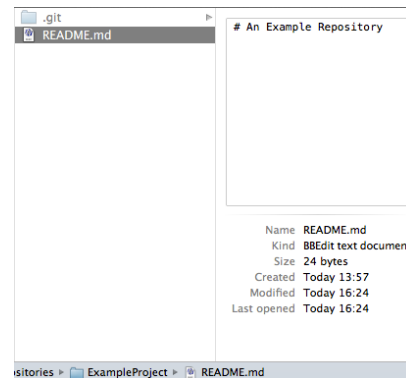 .git
README.md
# An Example Repository
Name README.md
Kind BBEdit text documen
Size 24 bytes
Created Today 13:57
Modified Today 16:24
Last opened Today 16:24
sitories ▸ ExampleProject ▸ README.md